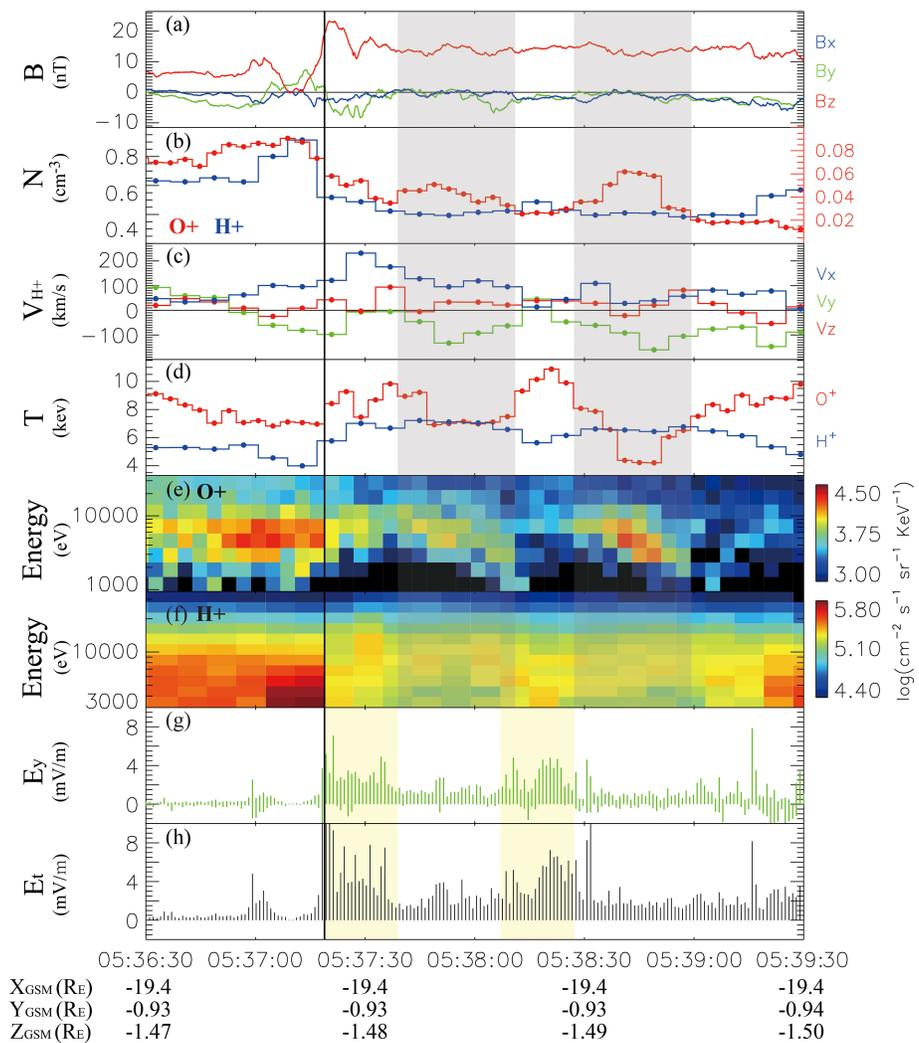 (a)
20
10
0
−10
B
(nT)
Bx
By
Bz
(b)
0.8
0.6
0.4
N
(cm-3)
O+ H+
0.08
0.06
0.04
0.02
(c)
200
100
0
−100
VH+
(km/s)
Vx
Vy
Vz
(d)
10
8
6
4
T
(kev)
O+
H+
(e) O+
10000
1000
Energy
(eV)
4.50
3.75
3.00
(f) H+
10000
3000
Energy
(eV)
5.80
5.10
4.40
log(cm−2 s−1 sr−1 KeV−1)
(g)
8
4
0
Ey
(mV/m)
(h)
8
4
0
Et
(mV/m)
05:36:30 05:37:00 05:37:30 05:38:00 05:38:30 05:39:00 05:39:30
XGSM (RE) -19.4 -19.4 -19.4 -19.4
YGSM (RE) -0.93 -0.93 -0.93 -0.94
ZGSM (RE) -1.47 -1.48 -1.49 -1.50